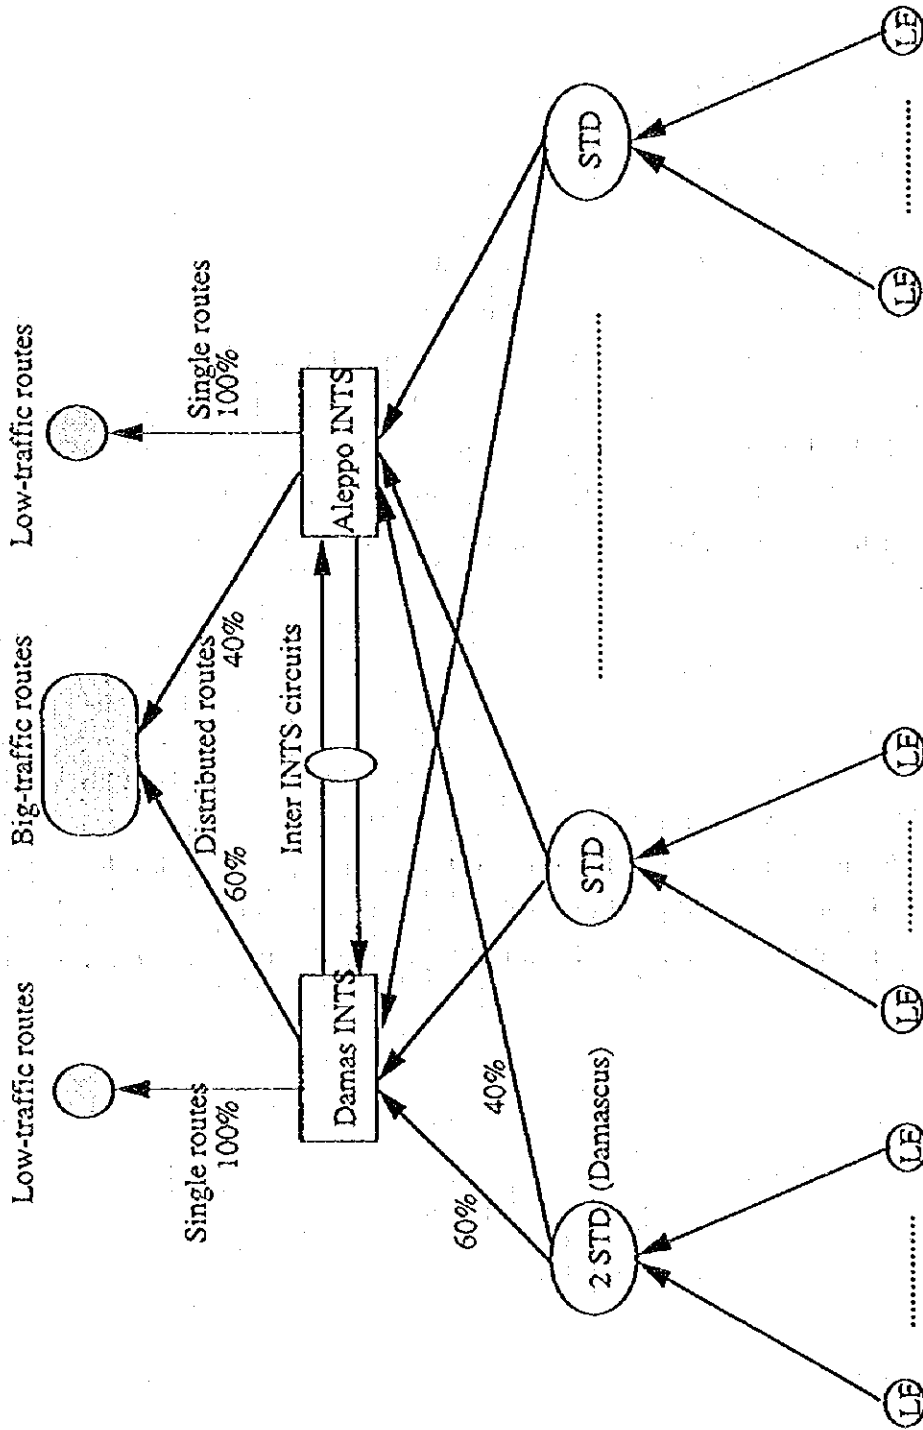 Low-traffic routes
Big-traffic routes
Low-traffic routes
Single routes
100%
Single routes
100%
Distributed routes
60%
40%
Damas INTS
Inter INTS circuits
Aleppo INTS
60%
40%
2 STD (Damascus)
STD
STD
LE
LE
LE
LE
LE
LE